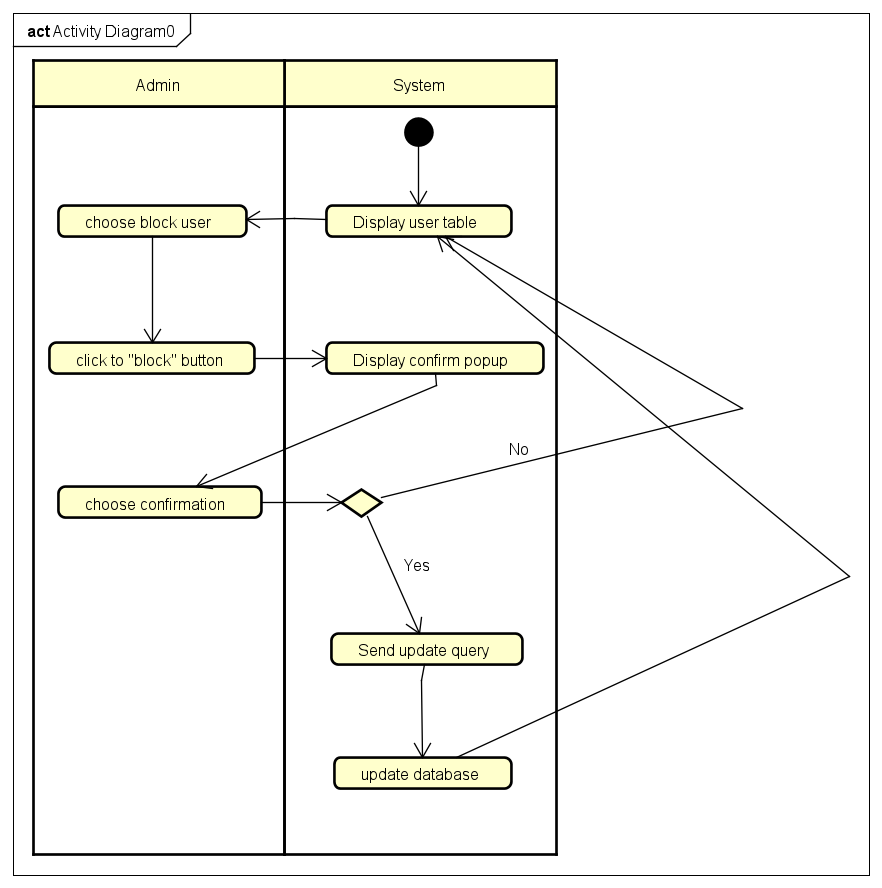 act Activity Diagram0
Admin
System
choose block user
Display user table
click to "block" button
Display confirm popup
No
choose confirmation
Yes
Send update query
update database